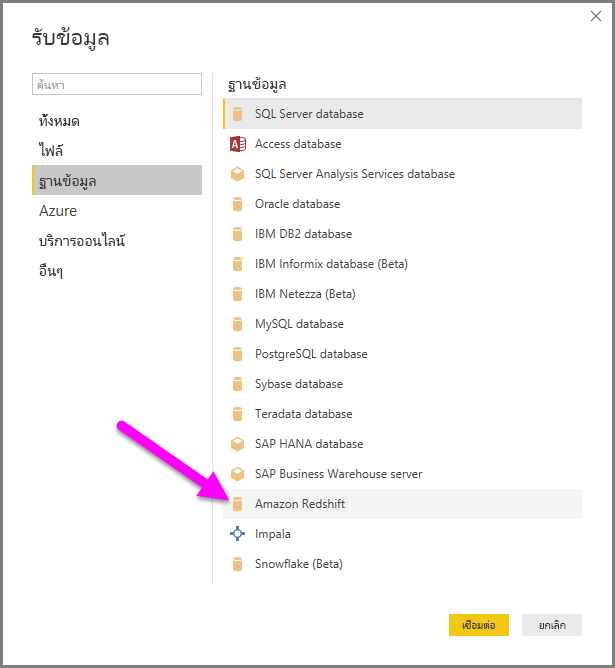 รับข้อมูล
ค้นหา
ทั้งหมด
ไฟล์
ฐานข้อมูล
Azure
บริการออนไลน์
อื่นๆ
ฐานข้อมูล
SQL Server database
Access database
SQL Server Analysis Services database
Oracle database
IBM DB2 database
IBM Informix database (Beta)
IBM Netezza (Beta)
MySQL database
PostgreSQL database
Sybase database
Teradata database
SAP HANA database
SAP Business Warehouse server
Amazon Redshift
Impala
Snowflake (Beta)
เชื่อมต่อ
ยกเลิก